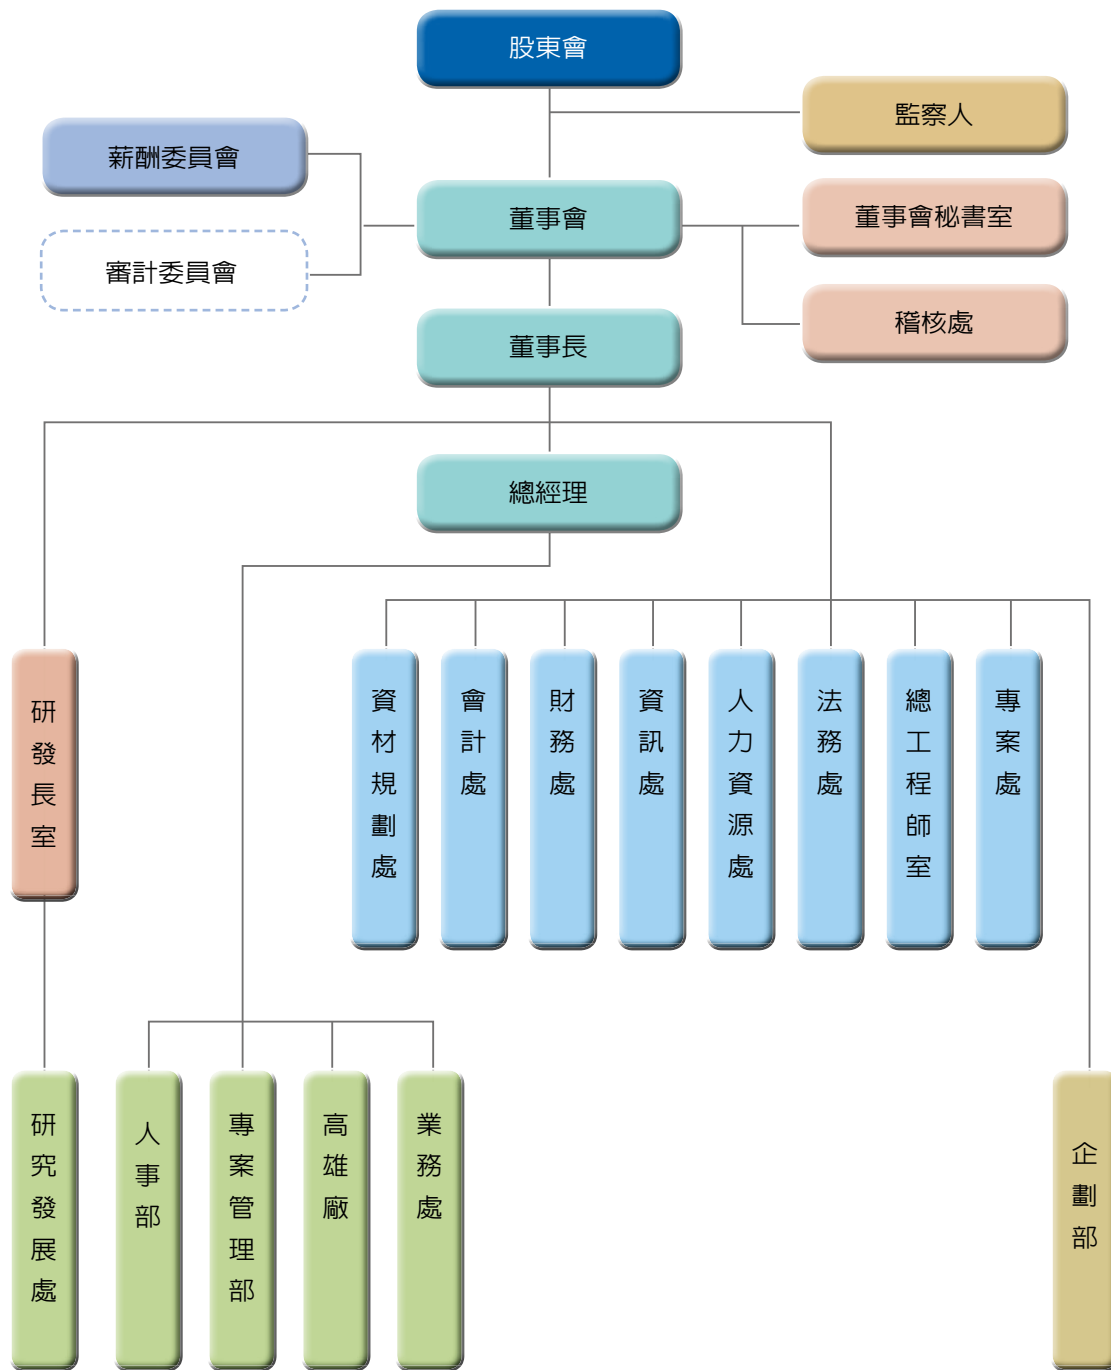 股東會
監察人
薪酬委員會
董事會
董事會秘書室
審計委員會
稽核處
董事長
總經理
研發長室
資材規劃處
會計處
財務處
資訊處
人力資源處
法務處
總工程師室
專案處
研究發展處
人事部
專案管理部
高雄廠
業務處
企劃部